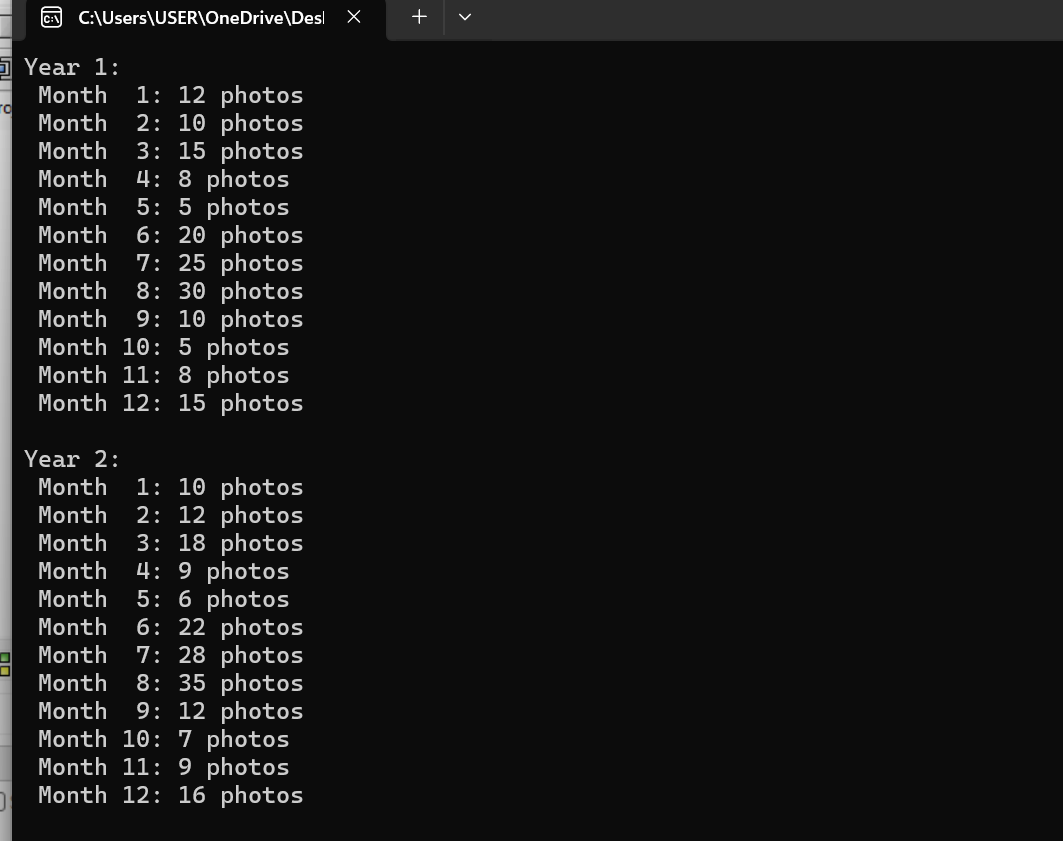 C:\Users\USER\OneDrive\Des
Year 1:
Month  1: 12 photos
Month  2: 10 photos
Month  3: 15 photos
Month  4: 8 photos
Month  5: 5 photos
Month  6: 20 photos
Month  7: 25 photos
Month  8: 30 photos
Month  9: 10 photos
Month 10: 5 photos
Month 11: 8 photos
Month 12: 15 photos
Year 2:
Month  1: 10 photos
Month  2: 12 photos
Month  3: 18 photos
Month  4: 9 photos
Month  5: 6 photos
Month  6: 22 photos
Month  7: 28 photos
Month  8: 35 photos
Month  9: 12 photos
Month 10: 7 photos
Month 11: 9 photos
Month 12: 16 photos